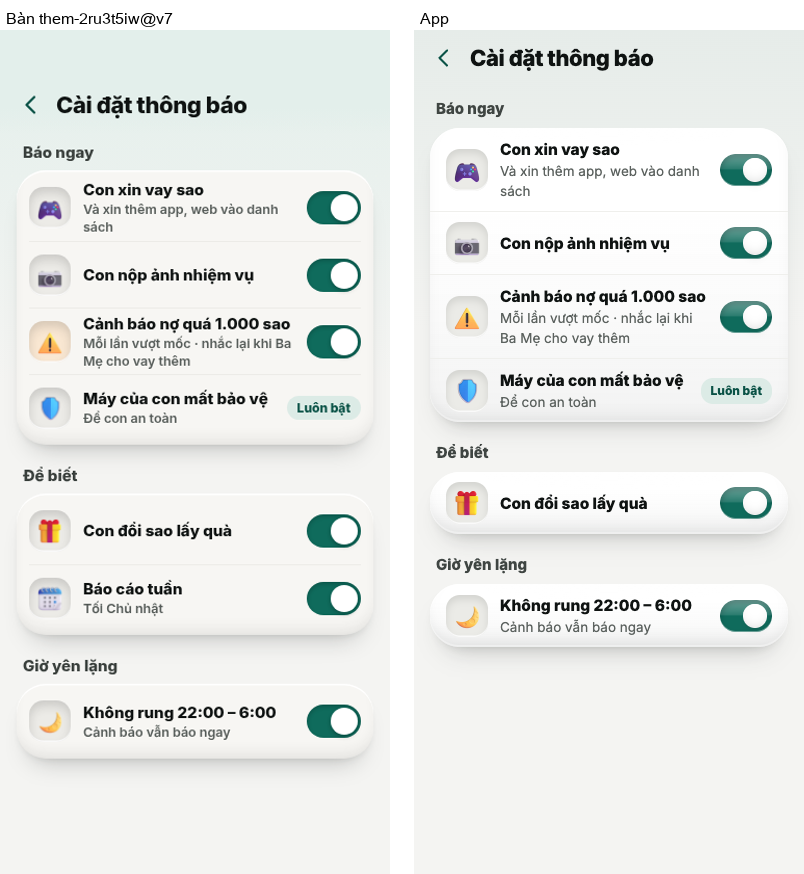 Bản them-2ru3t5iw@v7
Cài đặt thông báo
Báo ngay
Con xin vay sao
Và xin thêm app, web vào danh
sách
Con nộp ảnh nhiệm vụ
Cảnh báo nợ quá 1.000 sao
Mỗi lần vượt mốc · nhắc lại khi Ba
Mẹ cho vay thêm
Máy của con mất bảo vệ
Để con an toàn
Luôn bật
Để biết
Con đổi sao lấy quà
Báo cáo tuần
Tối Chủ nhật
Giờ yên lặng
Không rung 22:00 – 6:00
Cảnh báo vẫn báo ngay
App
Cài đặt thông báo
Báo ngay
Con xin vay sao
Và xin thêm app, web vào danh
sách
Con nộp ảnh nhiệm vụ
Cảnh báo nợ quá 1.000 sao
Mỗi lần vượt mốc · nhắc lại khi
Ba Mẹ cho vay thêm
Máy của con mất bảo vệ
Để con an toàn
Luôn bật
Để biết
Con đổi sao lấy quà
Giờ yên lặng
Không rung 22:00 – 6:00
Cảnh báo vẫn báo ngay